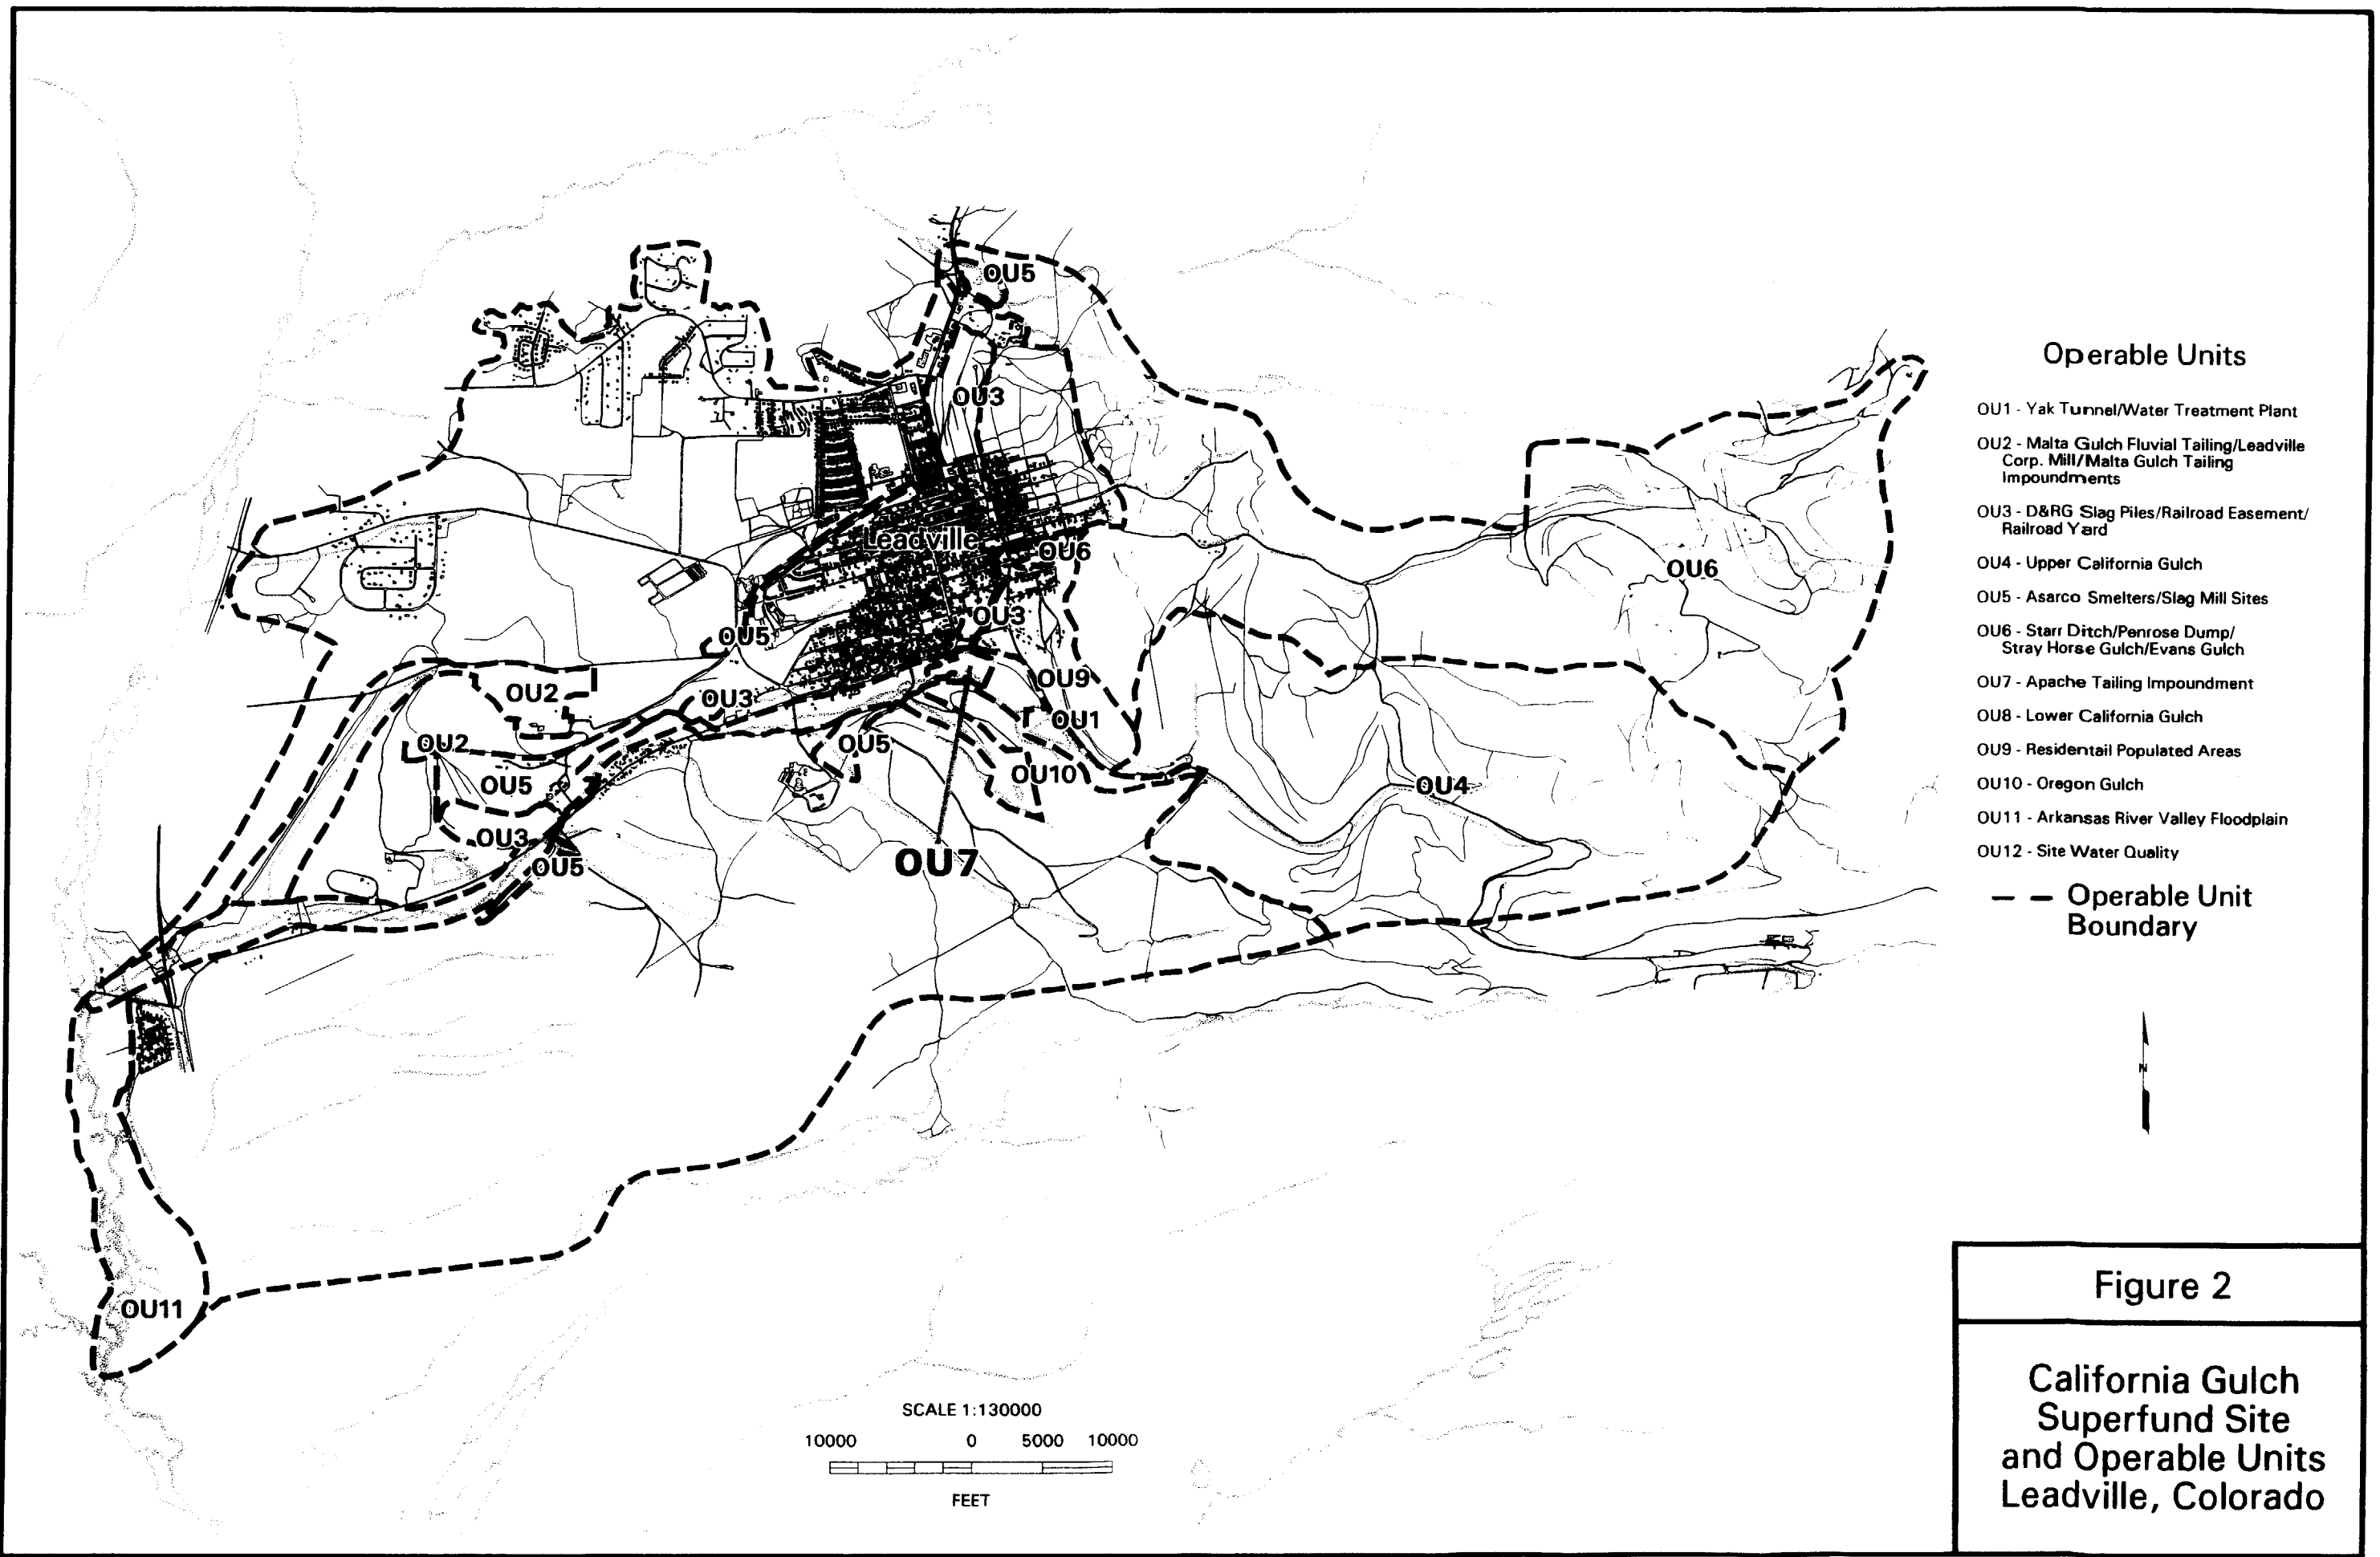 OU5
OU3
Leadville
OU6
OU6
OU3
OU5
OU9
OU2
OU3
OU1
OU2
OU5
OU10
OU5
OU4
OU3
OU7
OU5
OU11
Operable Units
OU1 - Yak Tunnel/Water Treatment Plant
OU2 - Malta Gulch Fluvial Tailing/Leadville
Corp. Mill/Malta Gulch Tailing
Impoundments
OU3 - D&RG Slag Piles/Railroad Easement/
Railroad Yard
OU4 - Upper California Gulch
OU5 - Asarco Smelters/Slag Mill Sites
OU6 - Starr Ditch/Penrose Dump/
Stray Horse Gulch/Evans Gulch
OU7 - Apache Tailing Impoundment
OU8 - Lower California Gulch
OU9 - Residentail Populated Areas
OU10 - Oregon Gulch
OU11 - Arkansas River Valley Floodplain
OU12 - Site Water Quality
Operable Unit
Boundary
N
SCALE 1:130000
10000 0 5000 10000
FEET
Figure 2
California Gulch
Superfund Site
and Operable Units
Leadville, Colorado